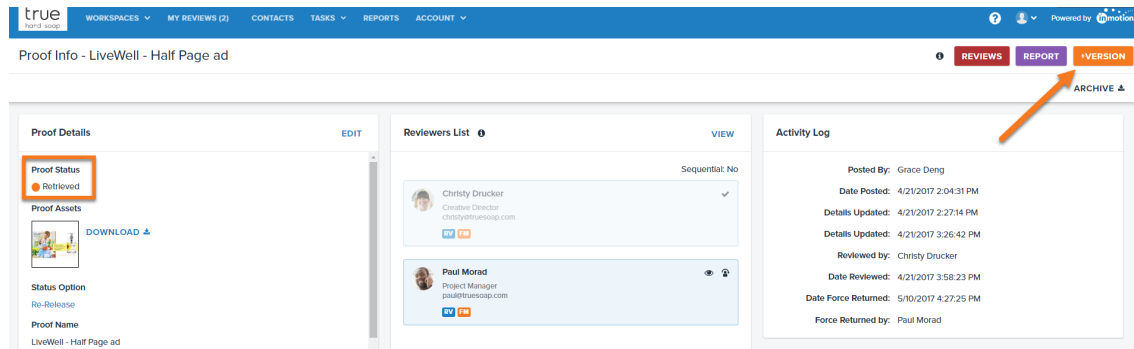 true
hand soap
WORKSPACES MY REVIEWS (2) CONTACTS TASKS REPORTS ACCOUNT
? Powered by inmotion
Proof Info - LiveWell - Half Page ad
REVIEWS REPORT +VERSION
ARCHIVE
Proof Details EDIT
Proof Status
Retrieved
Proof Assets
DOWNLOAD
Status Option
Re-Release
Proof Name
LiveWell - Half Page ad
Reviewers List VIEW
Sequential: No
Christy Drucker
Creative Director
christy@truesoap.com
RV FM
Paul Morad
Project Manager
paul@truesoap.com
RV FM
Activity Log
Posted By: Grace Deng
Date Posted: 4/21/2017 2:04:31 PM
Details Updated: 4/21/2017 2:27:14 PM
Details Updated: 4/21/2017 3:26:42 PM
Reviewed by: Christy Drucker
Date Reviewed: 4/21/2017 3:58:23 PM
Date Force Returned: 5/10/2017 4:27:25 PM
Force Returned by: Paul Morad